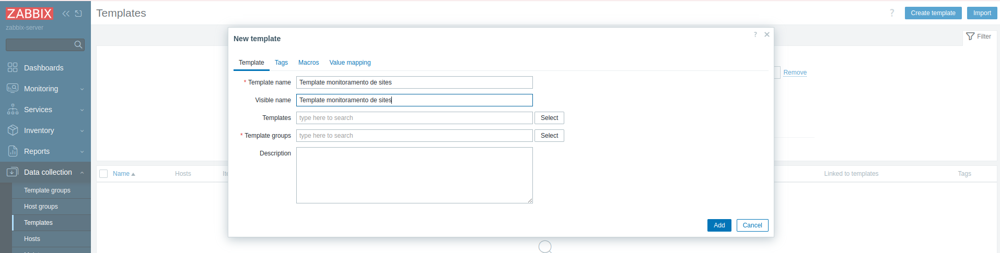 ZABBIX
zabbix-server
Dashboards
Monitoring
Services
Inventory
Reports
Data collection
Template groups
Host groups
Templates
Hosts
Templates
? Create template Import
Filter
Remove
New template
?
Template Tags Macros Value mapping
* Template name Template monitoramento de sites
Visible name Template monitoramento de sites
Templates type here to search Select
* Template groups type here to search Select
Description
Add Cancel
Name Hosts Linked to templates Tags